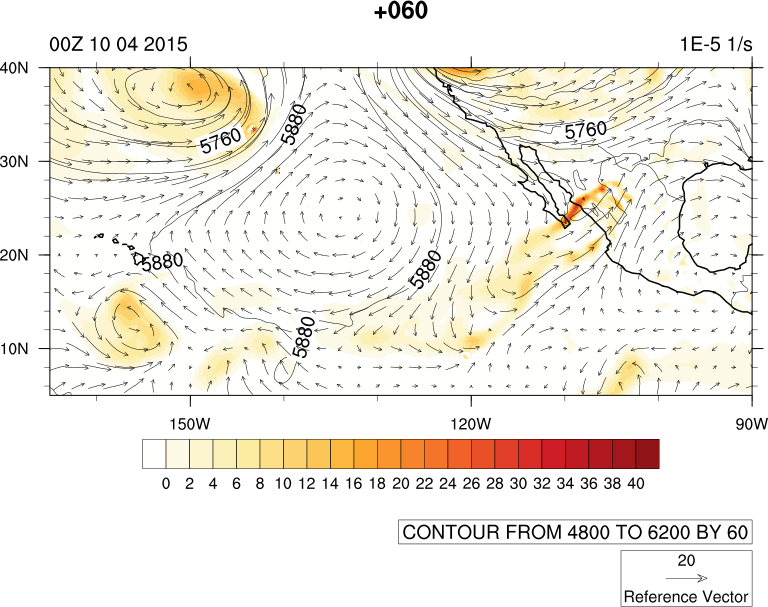 +060
00Z 10 04 2015 1E-5 1/s
40N
30N
20N
10N
5760
5880
5760
5880
5880
5880
150W 120W 90W
0 2 4 6 8 10 12 14 16 18 20 22 24 26 28 30 32 34 36 38 40
CONTOUR FROM 4800 TO 6200 BY 60
20
Reference Vector